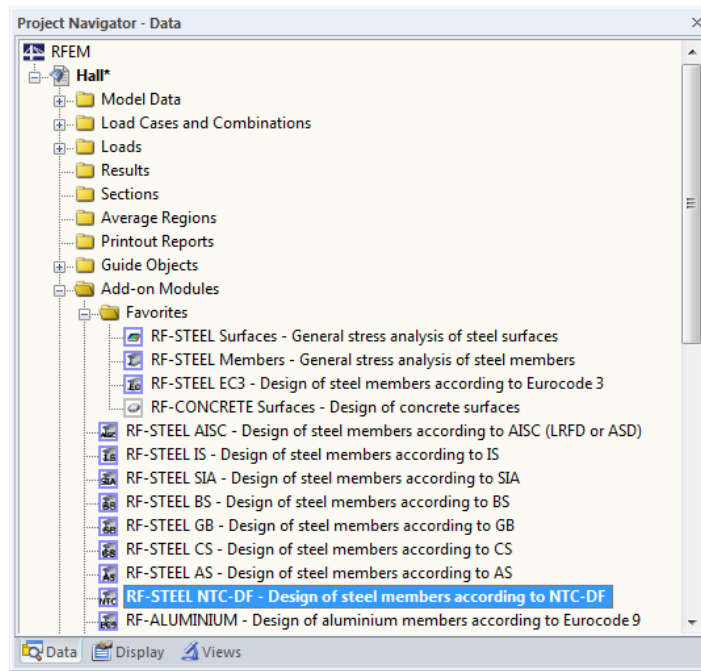 Project Navigator - Data
RFEM
Hall*
Model Data
Load Cases and Combinations
Loads
Results
Sections
Average Regions
Printout Reports
Guide Objects
Add-on Modules
Favorites
RF-STEEL Surfaces - General stress analysis of steel surfaces
RF-STEEL Members - General stress analysis of steel members
RF-STEEL EC3 - Design of steel members according to Eurocode 3
RF-CONCRETE Surfaces - Design of concrete surfaces
RF-STEEL AISC - Design of steel members according to AISC (LRFD or ASD)
RF-STEEL IS - Design of steel members according to IS
RF-STEEL SIA - Design of steel members according to SIA
RF-STEEL BS - Design of steel members according to BS
RF-STEEL GB - Design of steel members according to GB
RF-STEEL CS - Design of steel members according to CS
RF-STEEL AS - Design of steel members according to AS
NTC RF-STEEL NTC-DF - Design of steel members according to NTC-DF
RF-ALUMINIUM - Design of aluminium members according to Eurocode 9
Data Display Views